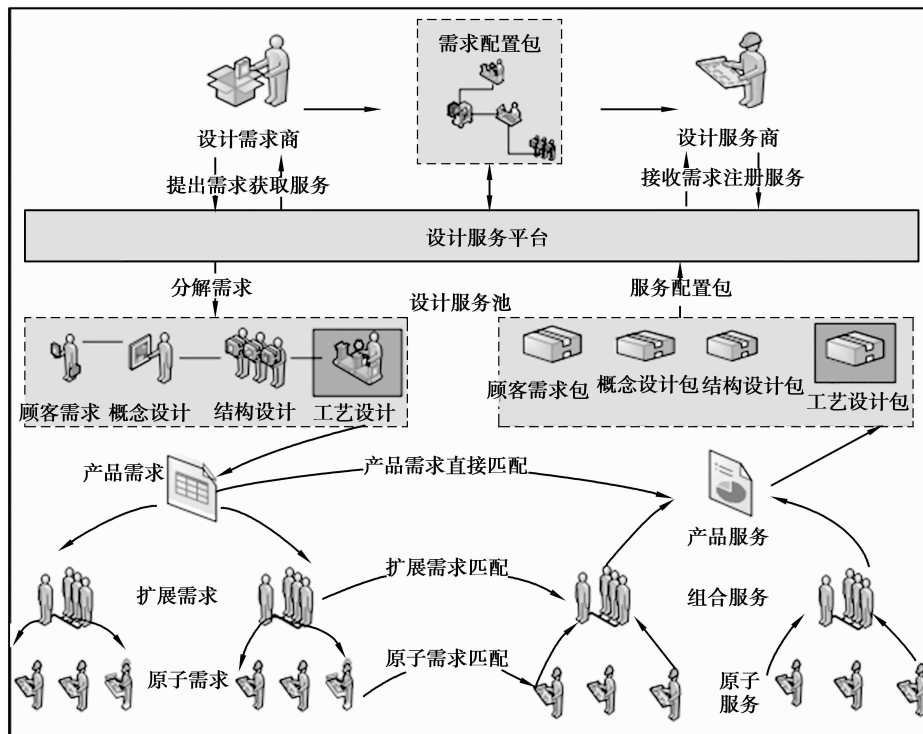 需求配置包
设计需求商
设计服务商
提出需求获取服务
接收需求注册服务
设计服务平台
分解需求
设计服务池
服务配置包
顾客需求
概念设计
结构设计
工艺设计
顾客需求包
概念设计包
结构设计包
工艺设计包
产品需求
产品需求直接匹配
产品服务
扩展需求
扩展需求匹配
组合服务
原子需求
原子需求匹配
原子
服务